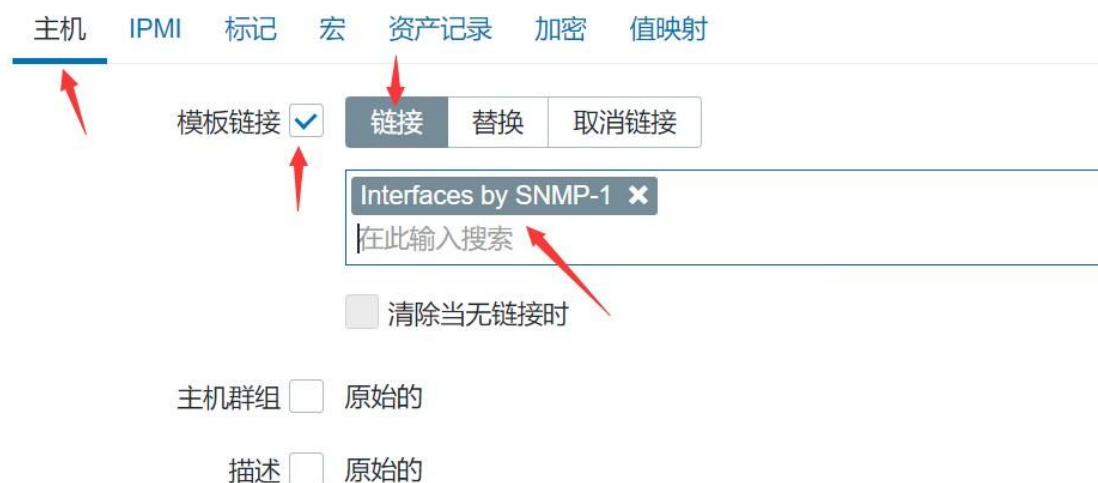 主机 IPMI 标记 宏 资产记录 加密 值映射
模板链接 链接 替换 取消链接
Interfaces by SNMP-1
在此输入搜索
清除当无链接时
主机群组 原始的
描述 原始的